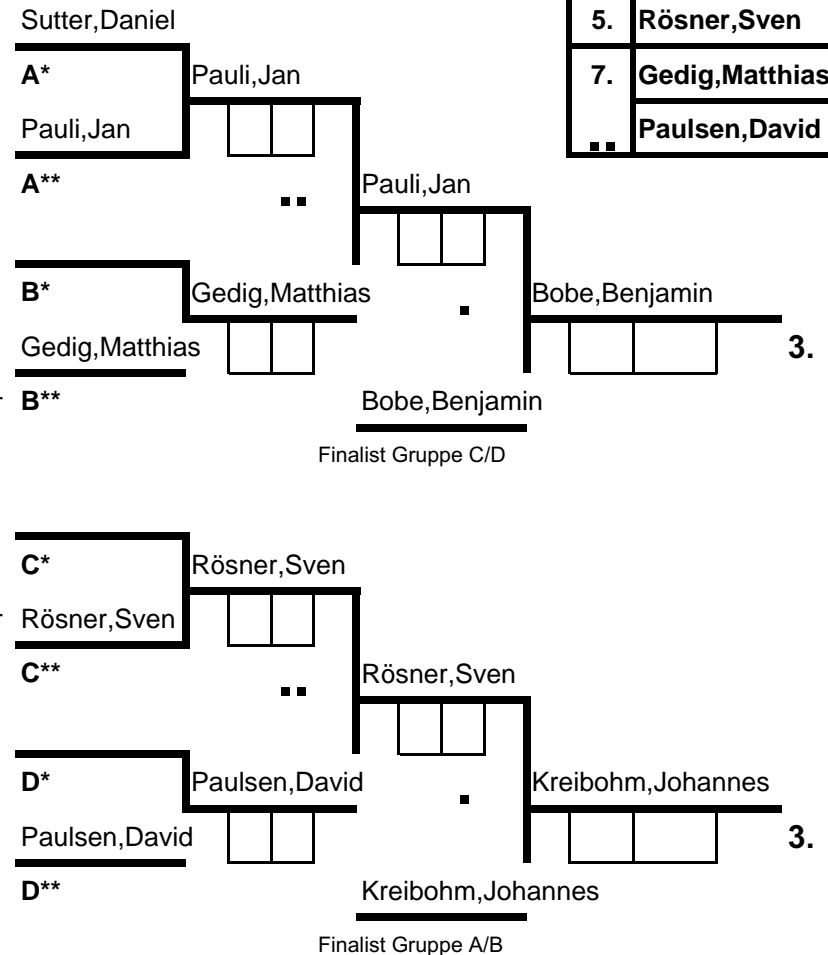 Sutter,Daniel
5. Rösner,Sven
A* Pauli,Jan
7. Gedig,Matthias
Pauli,Jan
Paulsen,David
A** Pauli,Jan
B* Gedig,Matthias Bobe,Benjamin
Gedig,Matthias 3.
B** Bobe,Benjamin
Finalist Gruppe C/D
C* Rösner,Sven
Rösner,Sven
C** Rösner,Sven
D* Paulsen,David Kreibohm,Johannes
Paulsen,David 3.
D** Kreibohm,Johannes
Finalist Gruppe A/B